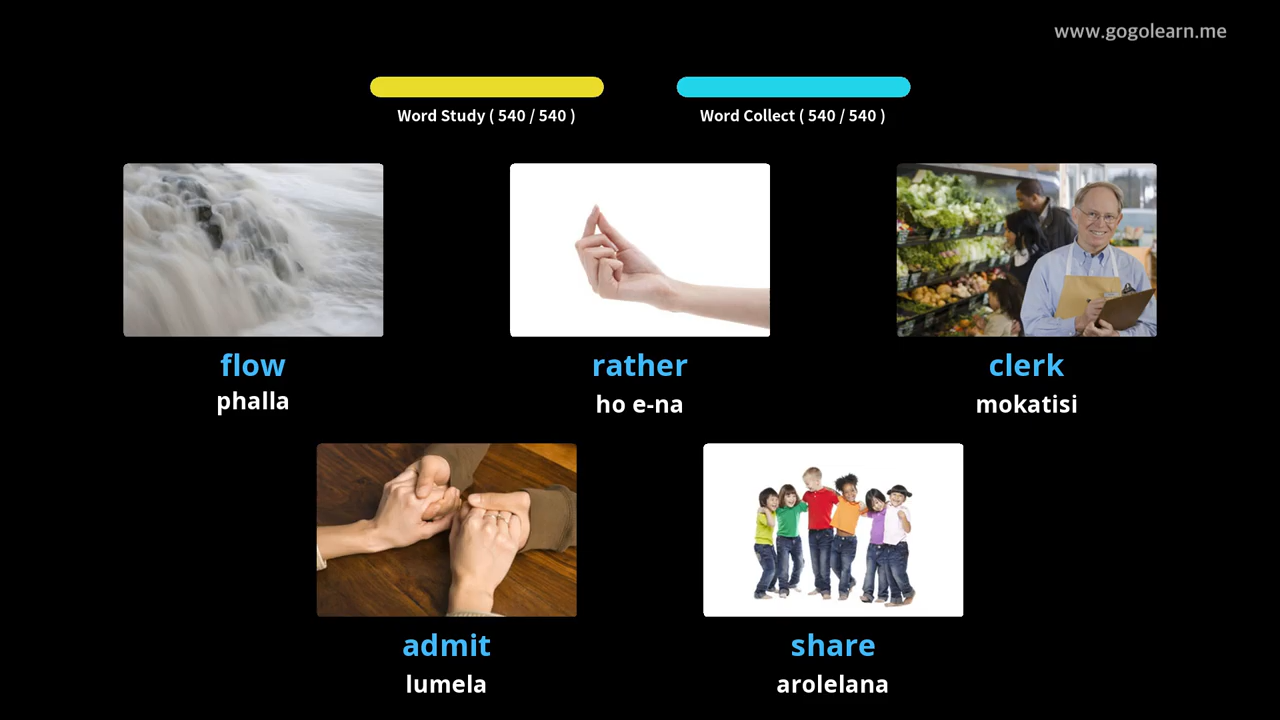 www.gogolearn.me
Word Study ( 540 / 540 )
Word Collect ( 540 / 540 )
flow
phalla
rather
ho e-na
clerk
mokatisi
admit
lumela
share
arolelana